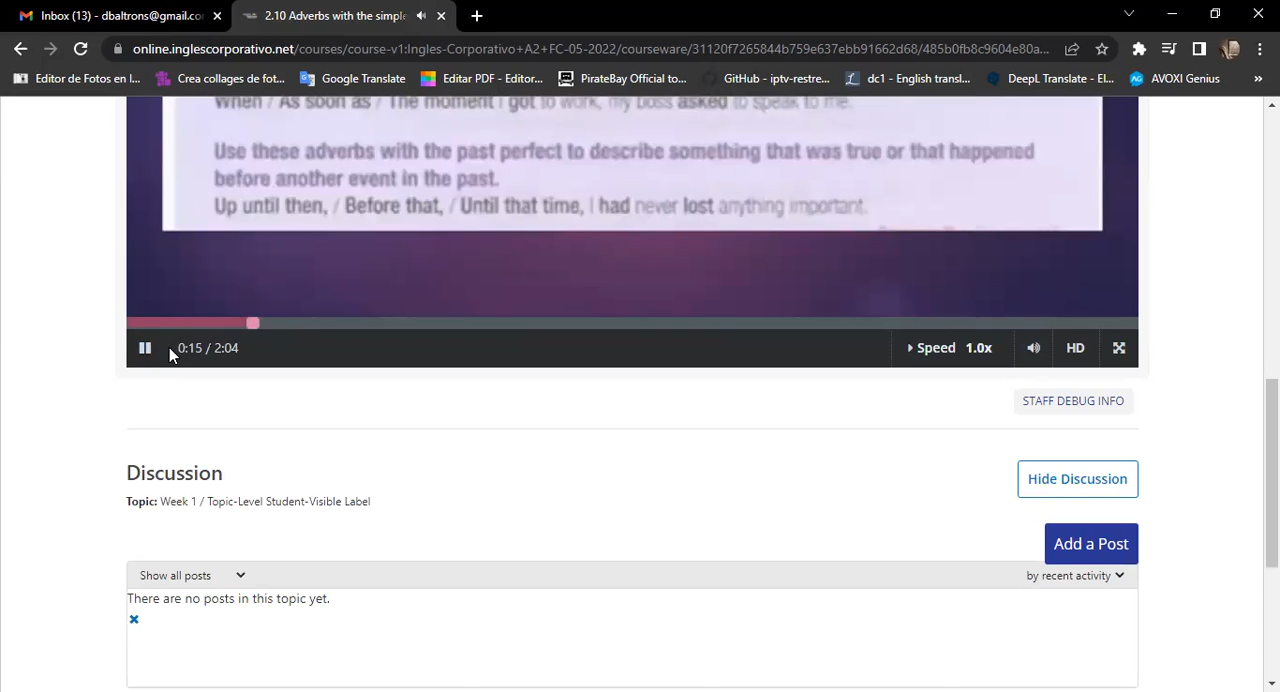 Inbox (13) - dbaltrons@gmail.co
2.10 Adverbs with the simple
online.inglescorporativo.net/courses/course-v1:Ingles-Corporativo+A2+FC-05-2022/courseware/31120f7265844b759e637ebb91662d68/485b0fb8c9604e80a...
Editor de Fotos en l...
Crea collages de fot...
Google Translate
Editar PDF - Editor...
PirateBay Official to...
GitHub - iptv-restre...
dc1 - English transl...
DeepL Translate - El...
AVOXI Genius
»
When / As soon as / The moment I got to work, my boss asked to speak to me.
Use these adverbs with the past perfect to describe something that was true or that happened
before another event in the past.
Up until then, / Before that, / Until that time, I had never lost anything important.
0:15 / 2:04
Speed 1.0x
HD
STAFF DEBUG INFO
Discussion
Hide Discussion
Topic: Week 1 / Topic-Level Student-Visible Label
Add a Post
Show all posts
by recent activity
There are no posts in this topic yet.